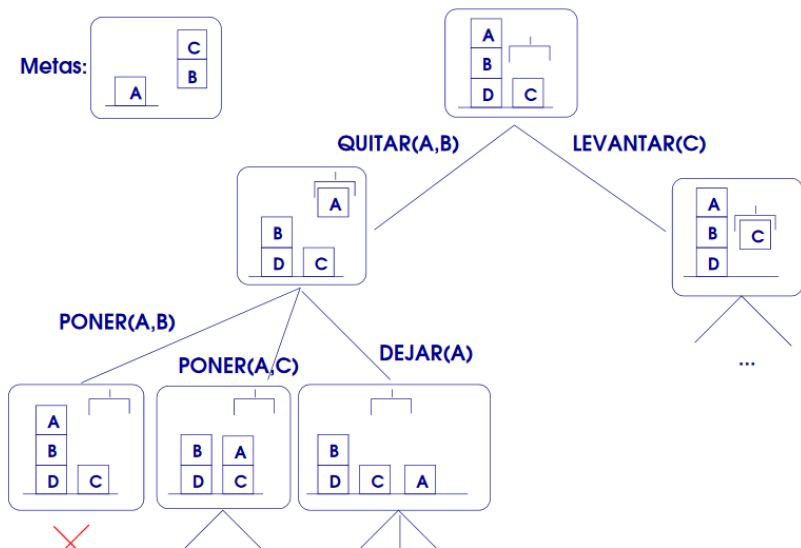 Metas:
A
C
B
A
B
D
C
QUITAR(A,B)
LEVANTAR(C)
A
B
D
C
A
B
D
C
PONER(A,B)
PONER(A,C)
DEJAR(A)
...
A
B
D
C
B
D
A
C
B
D
C
A